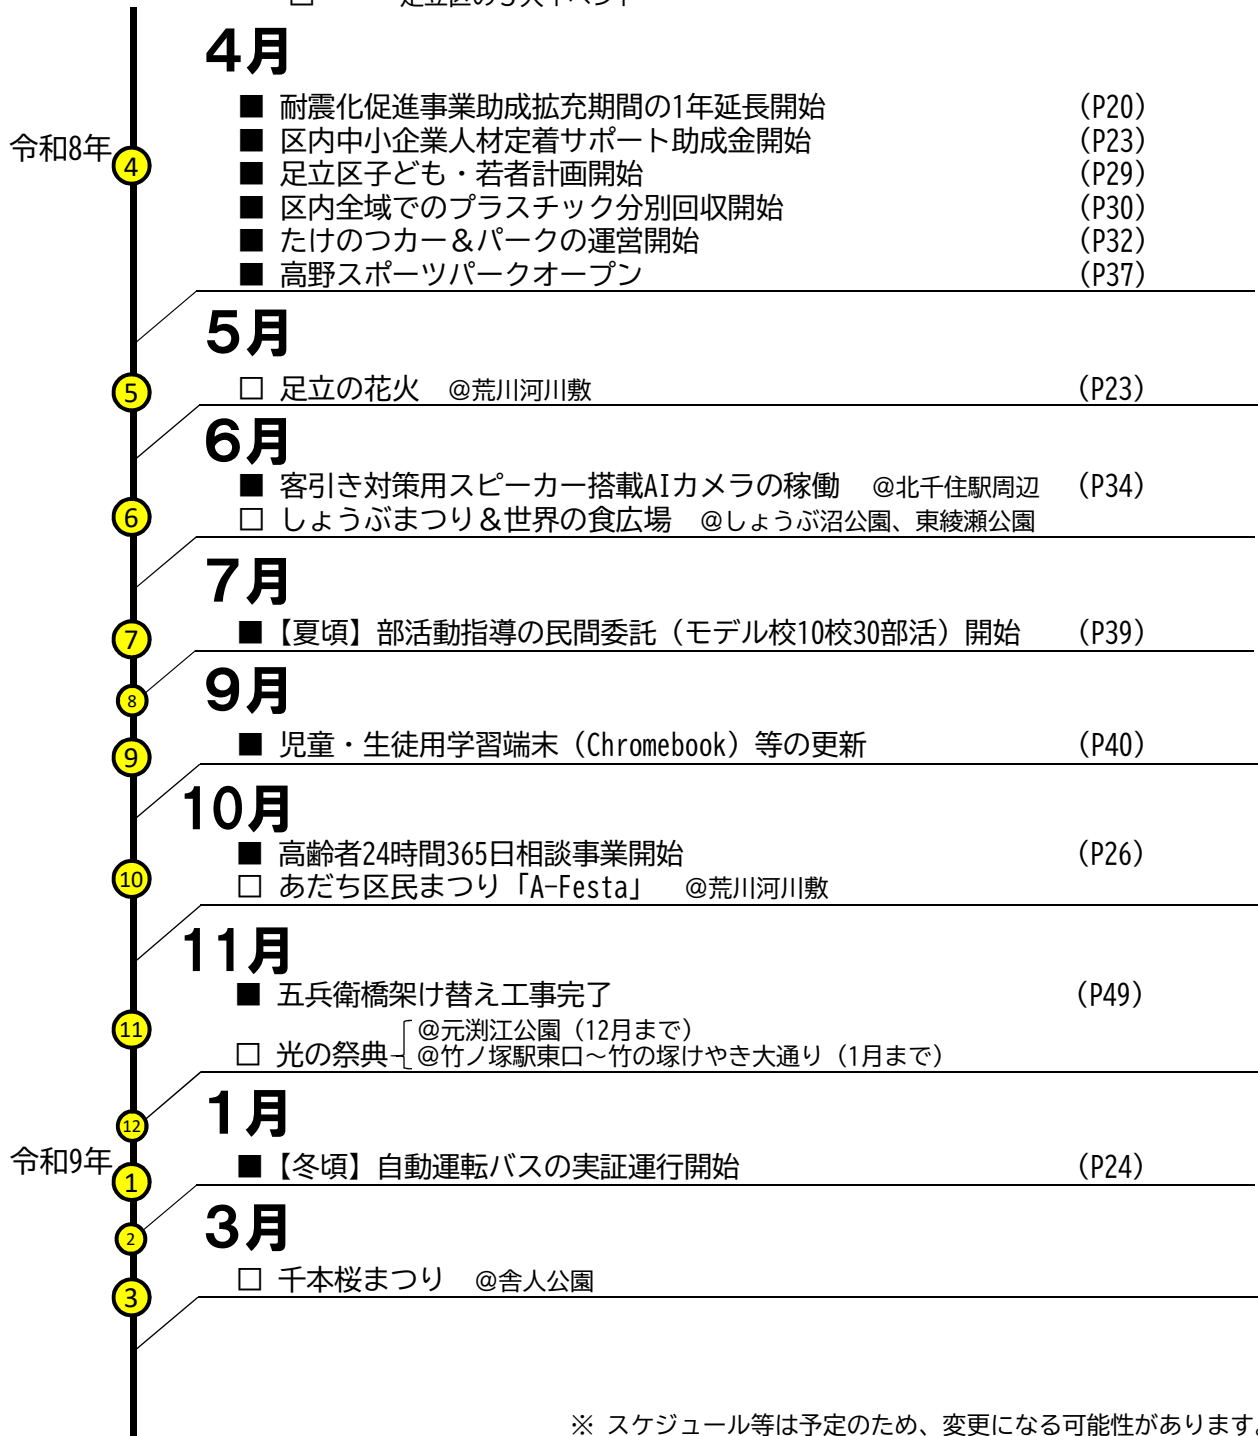 ４月
■ 耐震化促進事業助成拡充期間の1年延長開始 (P20)
令和8年
■ 区内中小企業人材定着サポート助成金開始 (P23)
4
■ 足立区子ども・若者計画開始 (P29)
■ 区内全域でのプラスチック分別回収開始 (P30)
■ たけのつカー＆パークの運営開始 (P32)
■ 高野スポーツパークオープン (P37)
５月
5
□ 足立の花火 @荒川河川敷 (P23)
６月
■ 客引き対策用スピーカー搭載AIカメラの稼働 @北千住駅周辺 (P34)
6
□ しょうぶまつり＆世界の食広場 @しょうぶ沼公園、東綾瀬公園
７月
7
■【夏頃】部活動指導の民間委託（モデル校10校30部活）開始 (P39)
8
９月
9
■ 児童・生徒用学習端末（Chromebook）等の更新 (P40)
10月
■ 高齢者24時間365日相談事業開始 (P26)
10
□ あだち区民まつり「A-Festa」 @荒川河川敷
11月
■ 五兵衛橋架け替え工事完了 (P49)
11
□ 光の祭典 @元渕江公園（12月まで）
@竹ノ塚駅東口～竹の塚けやき大通り（1月まで）
12
１月
令和9年
1
■【冬頃】自動運転バスの実証運行開始 (P24)
2
３月
3
□ 千本桜まつり @舎人公園
※ スケジュール等は予定のため、変更になる可能性があります